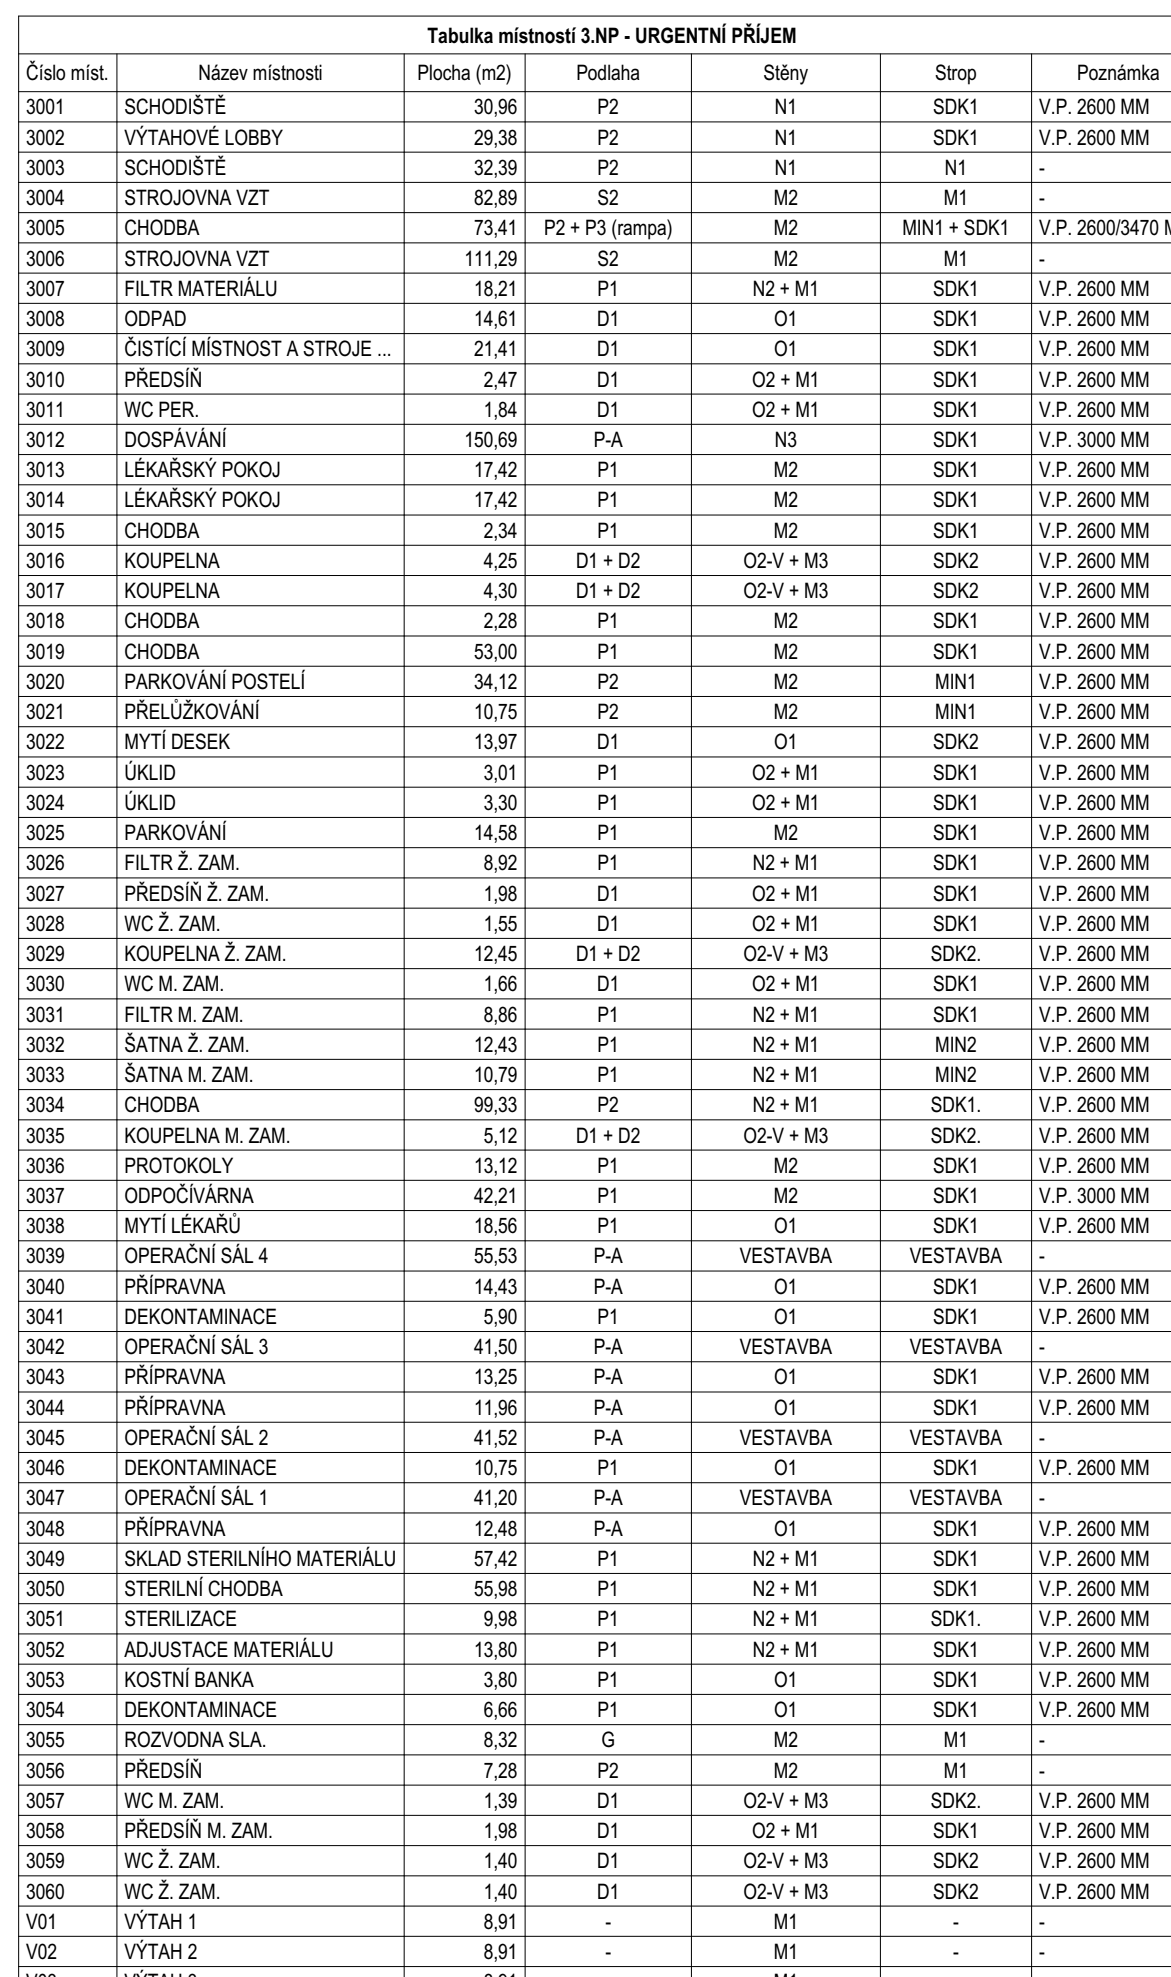 Tabulka místností 3.NP - URGENTNÍ PŘÍJEM
Číslo míst. Název místnosti Plocha (m2) Podlaha Stěny Strop Poznámka
3001 SCHODIŠTĚ 30,96 P2 N1 SDK1 V.P. 2600 MM
3002 VÝTAHOVÉ LOBBY 29,38 P2 N1 SDK1 V.P. 2600 MM
3003 SCHODIŠTĚ 32,39 P2 N1 N1 -
3004 STROJOVNA VZT 82,89 S2 M2 M1 -
3005 CHODBA 73,41 P2 + P3 (rampa) M2 MIN1 + SDK1 V.P. 2600/3470
3006 STROJOVNA VZT 111,29 S2 M2 M1 -
3007 FILTR MATERIÁLU 18,21 P1 N2 + M1 SDK1 V.P. 2600 MM
3008 ODPAD 14,61 D1 O1 SDK1 V.P. 2600 MM
3009 ČISTÍCÍ MÍSTNOST A STROJE ... 21,41 D1 O1 SDK1 V.P. 2600 MM
3010 PŘEDSÍŇ 2,47 D1 O2 + M1 SDK1 V.P. 2600 MM
3011 WC PER. 1,84 D1 O2 + M1 SDK1 V.P. 2600 MM
3012 DOSPÁVÁNÍ 150,69 P-A N3 SDK1 V.P. 3000 MM
3013 LÉKAŘSKÝ POKOJ 17,42 P1 M2 SDK1 V.P. 2600 MM
3014 LÉKAŘSKÝ POKOJ 17,42 P1 M2 SDK1 V.P. 2600 MM
3015 CHODBA 2,34 P1 M2 SDK1 V.P. 2600 MM
3016 KOUPELNA 4,25 D1 + D2 O2-V + M3 SDK2 V.P. 2600 MM
3017 KOUPELNA 4,30 D1 + D2 O2-V + M3 SDK2 V.P. 2600 MM
3018 CHODBA 2,28 P1 M2 SDK1 V.P. 2600 MM
3019 CHODBA 53,00 P1 M2 SDK1 V.P. 2600 MM
3020 PARKOVÁNÍ POSTELÍ 34,12 P2 M2 MIN1 V.P. 2600 MM
3021 PŘELŮŽKOVÁNÍ 10,75 P2 M2 MIN1 V.P. 2600 MM
3022 MYTÍ DESEK 13,97 D1 O1 SDK2 V.P. 2600 MM
3023 ÚKLID 3,01 P1 O2 + M1 SDK1 V.P. 2600 MM
3024 ÚKLID 3,30 P1 O2 + M1 SDK1 V.P. 2600 MM
3025 PARKOVÁNÍ 14,58 P1 M2 SDK1 V.P. 2600 MM
3026 FILTR Ž. ZAM. 8,92 P1 N2 + M1 SDK1 V.P. 2600 MM
3027 PŘEDSÍŇ Ž. ZAM. 1,98 D1 O2 + M1 SDK1 V.P. 2600 MM
3028 WC Ž. ZAM. 1,55 D1 O2 + M1 SDK1 V.P. 2600 MM
3029 KOUPELNA Ž. ZAM. 12,45 D1 + D2 O2-V + M3 SDK2. V.P. 2600 MM
3030 WC M. ZAM. 1,66 D1 O2 + M1 SDK1 V.P. 2600 MM
3031 FILTR M. ZAM. 8,86 P1 N2 + M1 SDK1 V.P. 2600 MM
3032 ŠATNA Ž. ZAM. 12,43 P1 N2 + M1 MIN2 V.P. 2600 MM
3033 ŠATNA M. ZAM. 10,79 P1 N2 + M1 MIN2 V.P. 2600 MM
3034 CHODBA 99,33 P2 N2 + M1 SDK1. V.P. 2600 MM
3035 KOUPELNA M. ZAM. 5,12 D1 + D2 O2-V + M3 SDK2. V.P. 2600 MM
3036 PROTOKOLY 13,12 P1 M2 SDK1 V.P. 2600 MM
3037 ODPOČÍVÁRNA 42,21 P1 M2 SDK1 V.P. 3000 MM
3038 MYTÍ LÉKAŘŮ 18,56 P1 O1 SDK1 V.P. 2600 MM
3039 OPERAČNÍ SÁL 4 55,53 P-A VESTAVBA VESTAVBA -
3040 PŘÍPRAVNA 14,43 P-A O1 SDK1 V.P. 2600 MM
3041 DEKONTAMINACE 5,90 P1 O1 SDK1 V.P. 2600 MM
3042 OPERAČNÍ SÁL 3 41,50 P-A VESTAVBA VESTAVBA -
3043 PŘÍPRAVNA 13,25 P-A O1 SDK1 V.P. 2600 MM
3044 PŘÍPRAVNA 11,96 P-A O1 SDK1 V.P. 2600 MM
3045 OPERAČNÍ SÁL 2 41,52 P-A VESTAVBA VESTAVBA -
3046 DEKONTAMINACE 10,75 P1 O1 SDK1 V.P. 2600 MM
3047 OPERAČNÍ SÁL 1 41,20 P-A VESTAVBA VESTAVBA -
3048 PŘÍPRAVNA 12,48 P-A O1 SDK1 V.P. 2600 MM
3049 SKLAD STERILNÍHO MATERIÁLU 57,42 P1 N2 + M1 SDK1 V.P. 2600 MM
3050 STERILNÍ CHODBA 55,98 P1 N2 + M1 SDK1 V.P. 2600 MM
3051 STERILIZACE 9,98 P1 N2 + M1 SDK1. V.P. 2600 MM
3052 ADJUSTACE MATERIÁLU 13,80 P1 N2 + M1 SDK1 V.P. 2600 MM
3053 KOSTNÍ BANKA 3,80 P1 O1 SDK1 V.P. 2600 MM
3054 DEKONTAMINACE 6,66 P1 O1 SDK1 V.P. 2600 MM
3055 ROZVODNA SLA. 8,32 G M2 M1 -
3056 PŘEDSÍŇ 7,28 P2 M2 M1 -
3057 WC M. ZAM. 1,39 D1 O2-V + M3 SDK2. V.P. 2600 MM
3058 PŘEDSÍŇ M. ZAM. 1,98 D1 O2 + M1 SDK1 V.P. 2600 MM
3059 WC Ž. ZAM. 1,40 D1 O2-V + M3 SDK2 V.P. 2600 MM
3060 WC Ž. ZAM. 1,40 D1 O2-V + M3 SDK2 V.P. 2600 MM
V01 VÝTAH 1 8,91 - M1 - -
V02 VÝTAH 2 8,91 - M1 - -